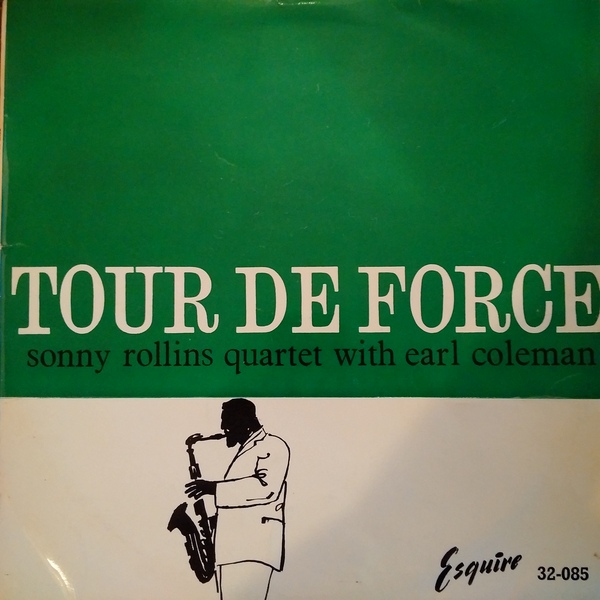 TOUR DE FORCE
sonny rollins quartet with earl coleman
Esquire 32-085